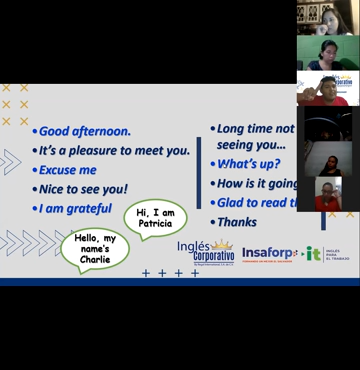 • Good afternoon.
• It's a pleasure to meet you.
• Excuse me
• Nice to see you!
• I am grateful
Hi, I am
Patricia
Hello, my
name's
Charlie
• Long time not
seeing you...
• What's up?
• How is it going
• Glad to read th
• Thanks
Inglés
Corporativo
Insaforp
it
INGLÉS
PARA
EL TRABAJO